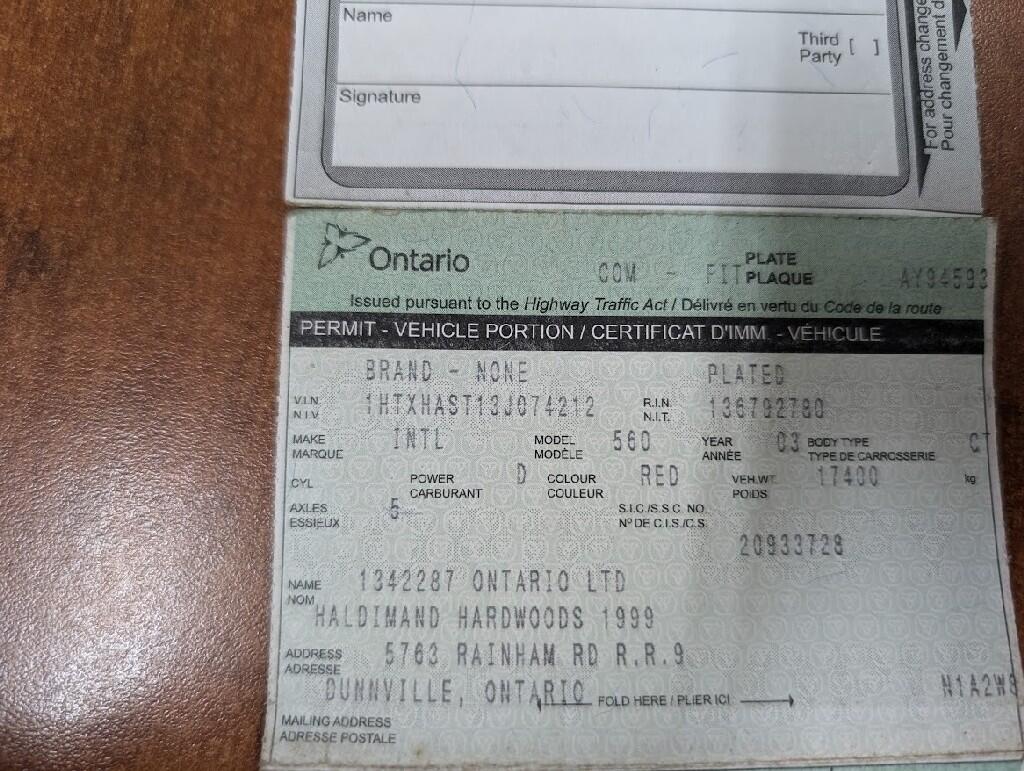 Name
Third
Party [ ]
Signature
For address change
Pour changement d
Ontario
COM - FIT PLATE
PLAQUE AY94593
Issued pursuant to the Highway Traffic Act / Délivré en vertu du Code de la route
PERMIT - VEHICLE PORTION / CERTIFICAT D'IMM. - VÉHICULE
BRAND - NONE PLATED
V.I.N.
N.I.V. 1HTXHAST13J074212 R.I.N.
N.I.T. 136792780
MAKE
MARQUE INTL MODEL
MODÈLE 560 YEAR
ANNÉE 03 BODY TYPE
TYPE DE CARROSSERIE
CYL POWER
CARBURANT D COLOUR
COULEUR RED VEH.WT.
POIDS 17400 kg
AXLES
ESSIEUX 5 S.I.C./S.S.C. NO.
Nº DE C.I.S./C.S.
20933728
NAME
NOM 1342287 ONTARIO LTD
HALDIMAND HARDWOODS 1999
ADDRESS
ADRESSE 5763 RAINHAM RD R.R.9
DUNNVILLE, ONTARIO FOLD HERE / PLIER ICI N1A2W8
MAILING ADDRESS
ADRESSE POSTALE